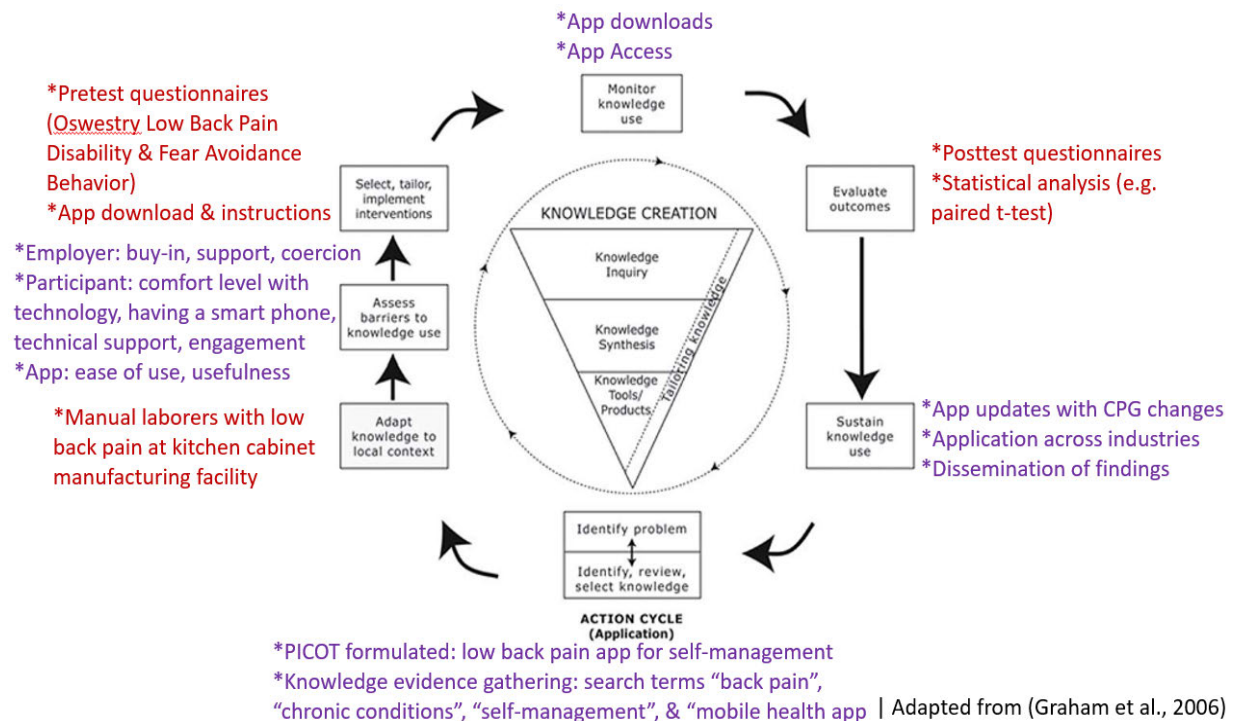 *App downloads
*App Access
Monitor
knowledge
use
*Pretest questionnaires
(Oswestry Low Back Pain
Disability & Fear Avoidance
Behavior)
*App download & instructions
Select, tailor,
implement
interventions
*Posttest questionnaires
*Statistical analysis (e.g.
paired t-test)
Evaluate
outcomes
KNOWLEDGE CREATION
Knowledge
Inquiry
Knowledge
Synthesis
Knowledge
Tools/
Products
Tailoring knowledge
*Employer: buy-in, support, coercion
*Participant: comfort level with
technology, having a smart phone,
technical support, engagement
*App: ease of use, usefulness
Assess
barriers to
knowledge use
*Manual laborers with low
back pain at kitchen cabinet
manufacturing facility
Adapt
knowledge to
local context
Sustain
knowledge
use
*App updates with CPG changes
*Application across industries
*Dissemination of findings
Identify problem
Identify, review,
select knowledge
ACTION CYCLE
(Application)
*PICOT formulated: low back pain app for self-management
*Knowledge evidence gathering: search terms “back pain”,
“chronic conditions”, “self-management”, & “mobile health app
| Adapted from (Graham et al., 2006)